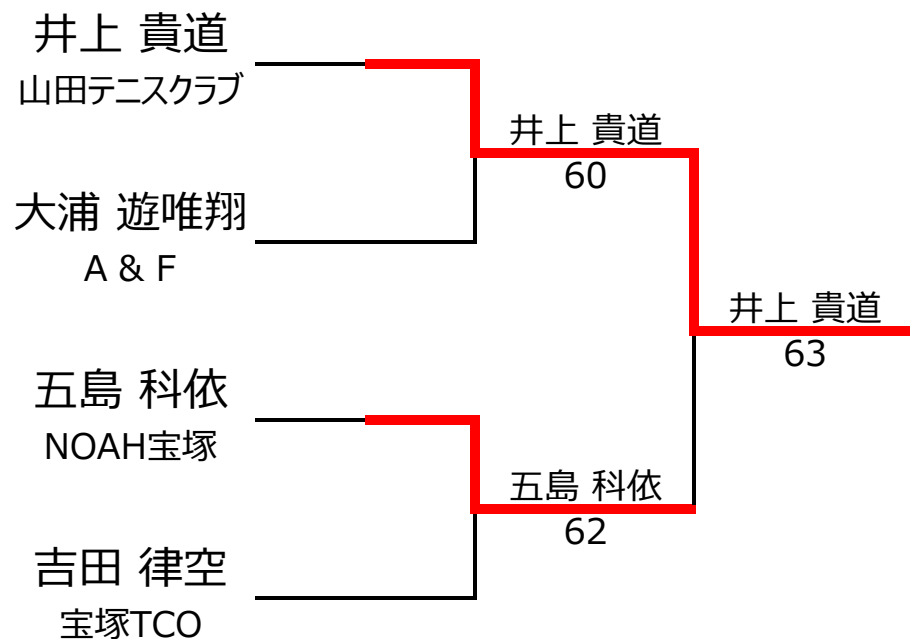 井上 貴道
山田テニスクラブ
井上 貴道
60
大浦 遊唯翔
A & F
井上 貴道
63
五島 科依
NOAH宝塚
五島 科依
62
吉田 律空
宝塚TCO